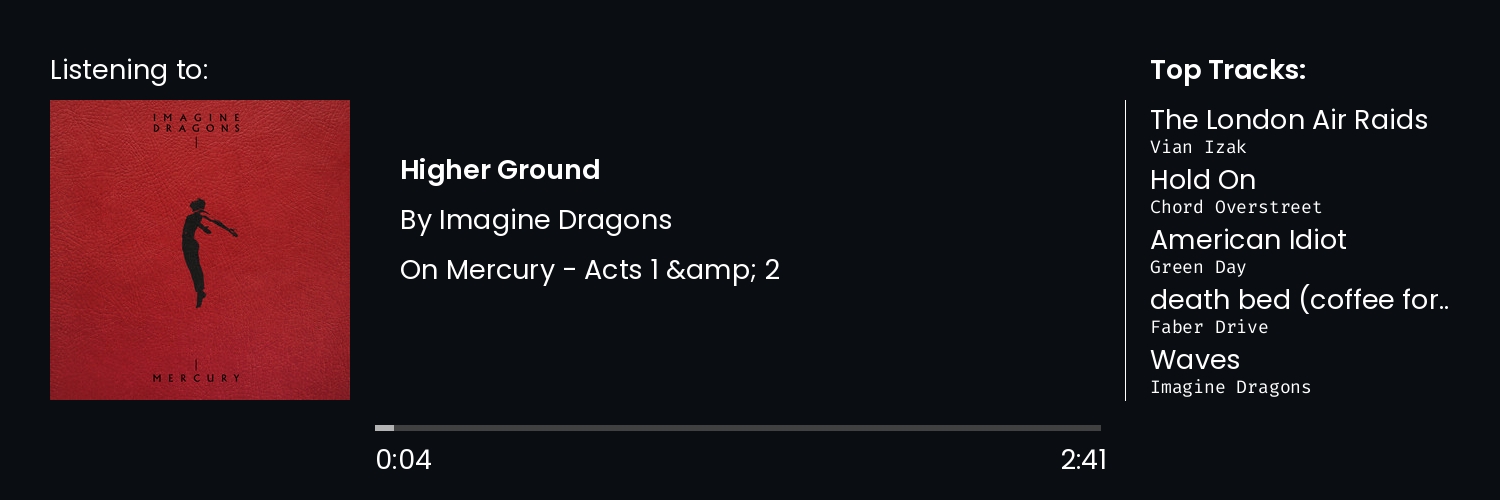 Listening to:
IMAGINE
DRAGONS
MERCURY
Higher Ground
By Imagine Dragons
On Mercury - Acts 1 &amp; 2
0:04
2:41
Top Tracks:
The London Air Raids
Vian Izak
Hold On
Chord Overstreet
American Idiot
Green Day
death bed (coffee for..
Faber Drive
Waves
Imagine Dragons